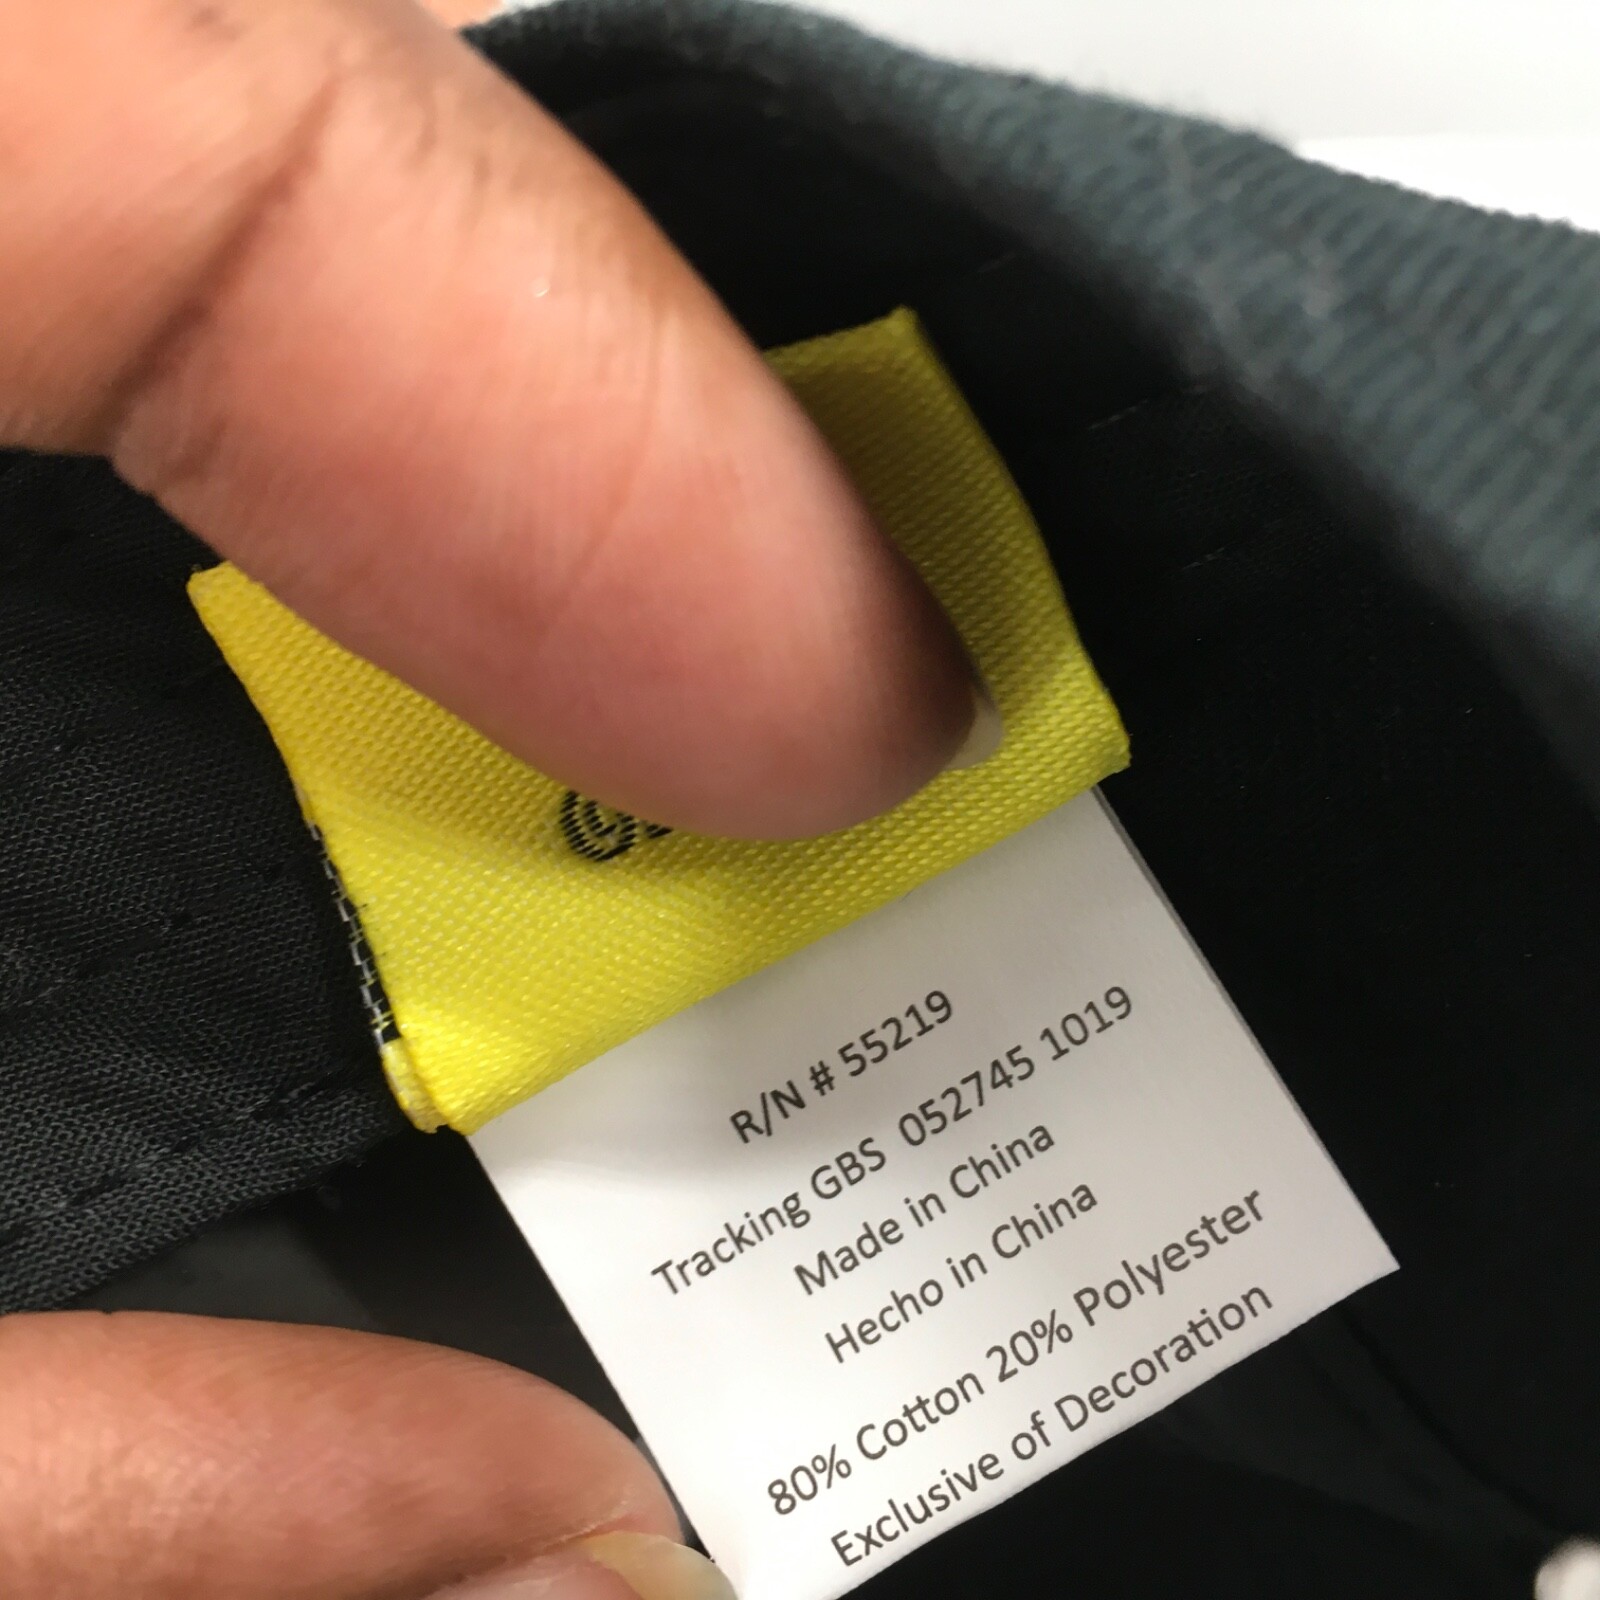 R/N # 55219
Tracking GBS 052745 1019
Made in China
Hecho in China
80% Cotton 20% Polyester
Exclusive of Decoration